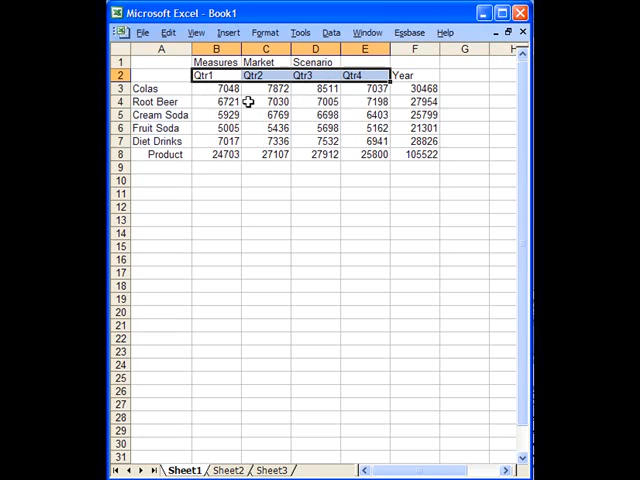 Microsoft Excel - Book1
File Edit View Insert Format Tools Data Window Essbase Help
A B C D E F G H
1 Measures Market Scenario
2 Qtr1 Qtr2 Qtr3 Qtr4 Year
3 Colas 7048 7872 8511 7037 30468
4 Root Beer 6721 7030 7005 7198 27954
5 Cream Soda 5929 6769 6698 6403 25799
6 Fruit Soda 5005 5436 5698 5162 21301
7 Diet Drinks 7017 7336 7532 6941 28826
8 Product 24703 27107 27912 25800 105522
9
10
11
12
13
14
15
16
17
18
19
20
21
22
23
24
25
26
27
28
29
30
31
Sheet1 Sheet2 Sheet3